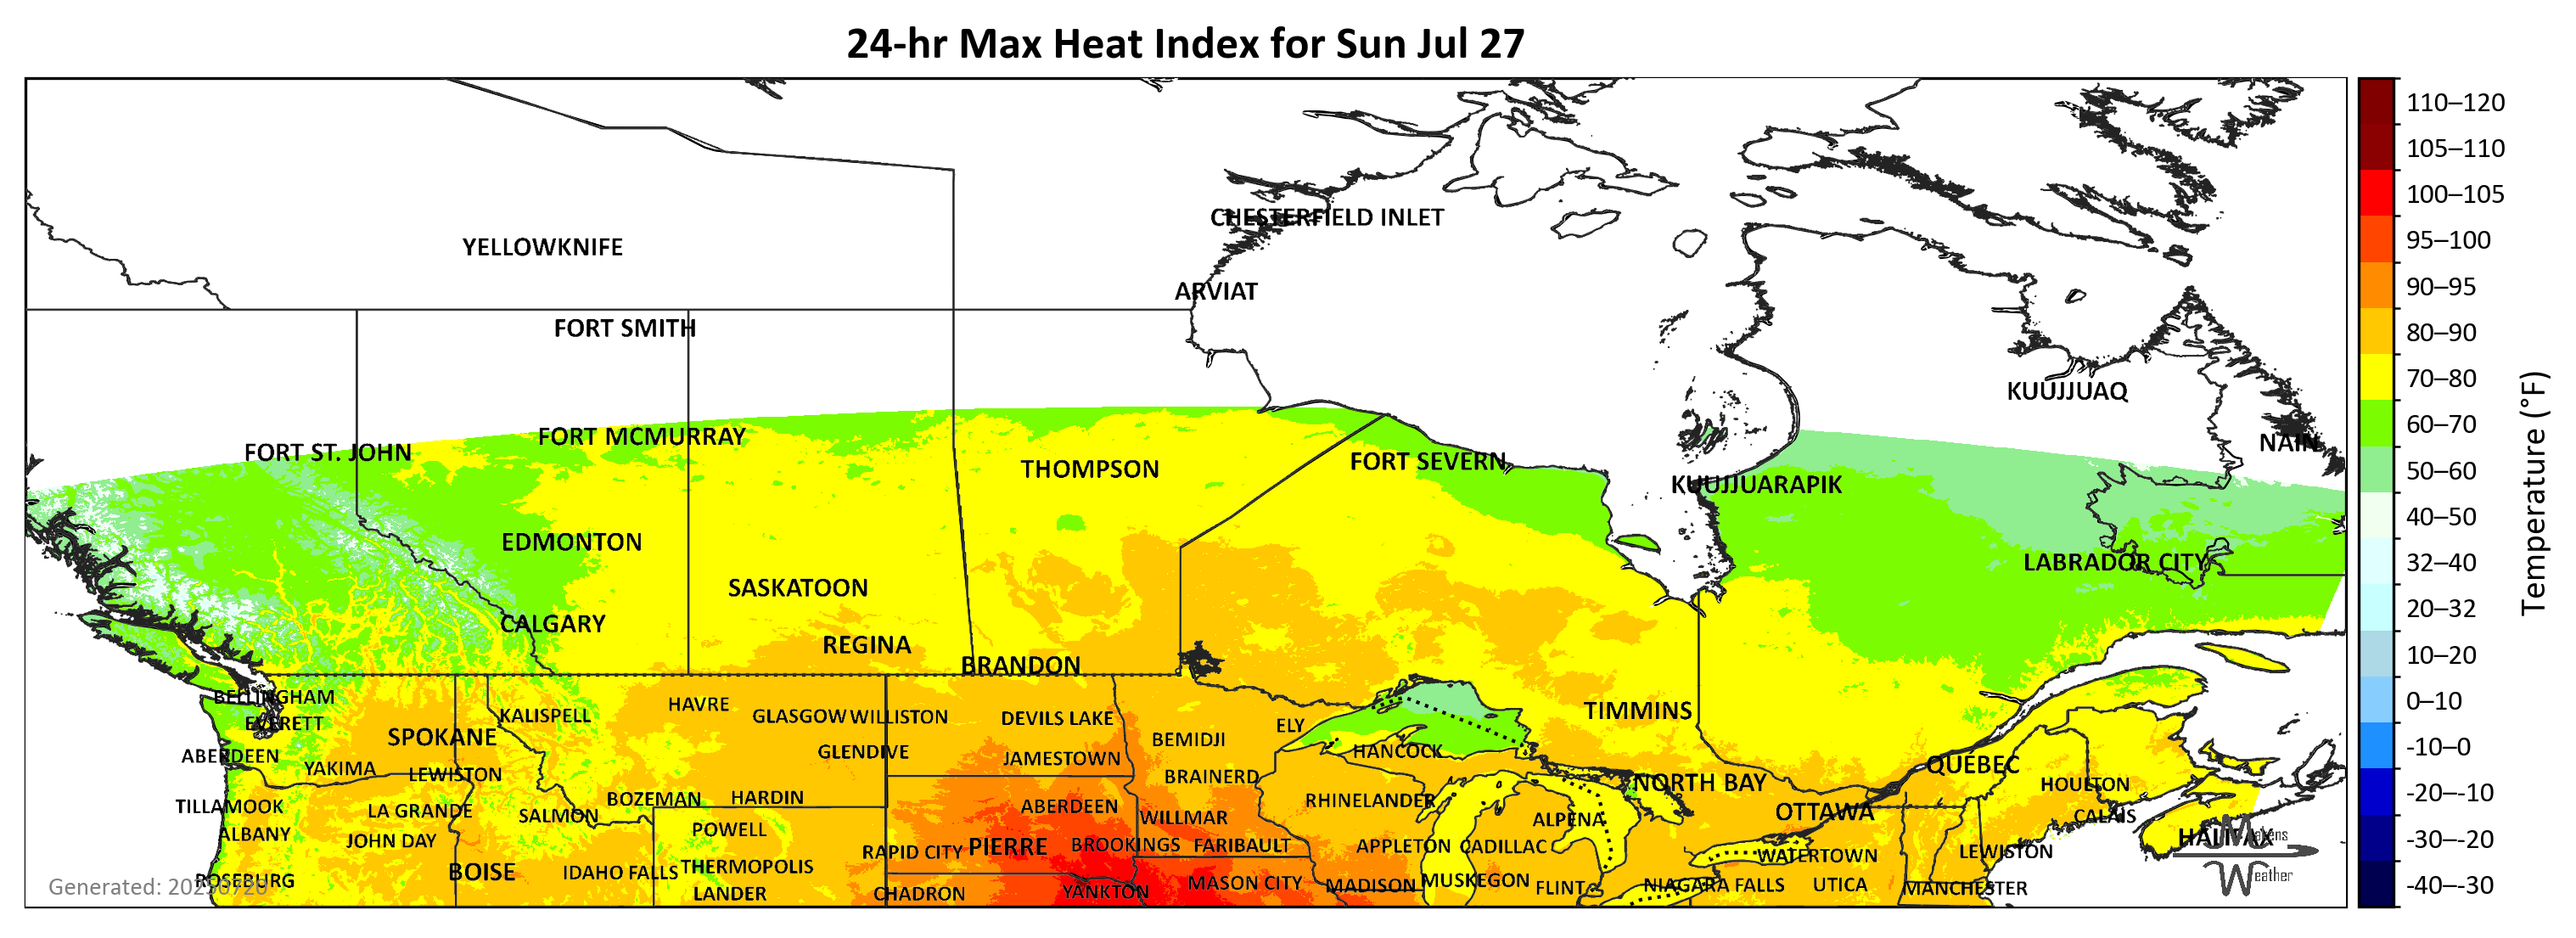 24-hr Max Heat Index for Sun Jul 27
110–120
105–110
CHESTERFIELD INLET
100–105
YELLOWKNIFE
95–100
ARVIAT
90–95
FORT SMITH
80–90
KUUJJUAQ
70–80
FORT ST. JOHN
FORT MCMURRAY
NAIN
60–70
THOMPSON
FORT SEVERN
KUUJJUARAPIK
50–60
Temperature (°F)
EDMONTON
40–50
SASKATOON
LABRADOR CITY
32–40
CALGARY
20–32
REGINA
BRANDON
10–20
BELLINGHAM
KALISPELL
HAVRE
GLASGOW
WILLISTON
DEVILS LAKE
ELY
TIMMINS
0–10
EVERETT
SPOKANE
GLENDIVE
BEMIDJI
HANCOCK
-10–0
ABERDEEN
YAKIMA
LEWISTON
JAMESTOWN
BRAINERD
NORTH BAY
QUÉBEC
HOULTON
-20–-10
TILLAMOOK
LA GRANDE
SALMON
BOZEMAN
HARDIN
ABERDEEN
WILLMAR
RHINELANDER
ALPENA
OTTAWA
CALAIS
ALBANY
JOHN DAY
POWELL
RAPID CITY
PIERRE
BROOKINGS
FARIBAULT
APPLETON
CADILLAC
WATERTOWN
LEWISTON
HALIFAX
Makens
Weather
-30–-20
ROSEBURG
BOISE
IDAHO FALLS
THERMOPOLIS
LANDER
CHADRON
YANKTON
MASON CITY
MADISON
MUSKEGON
FLINT
NIAGARA FALLS
UTICA
MANCHESTER
-40–-30
Generated: 20250720